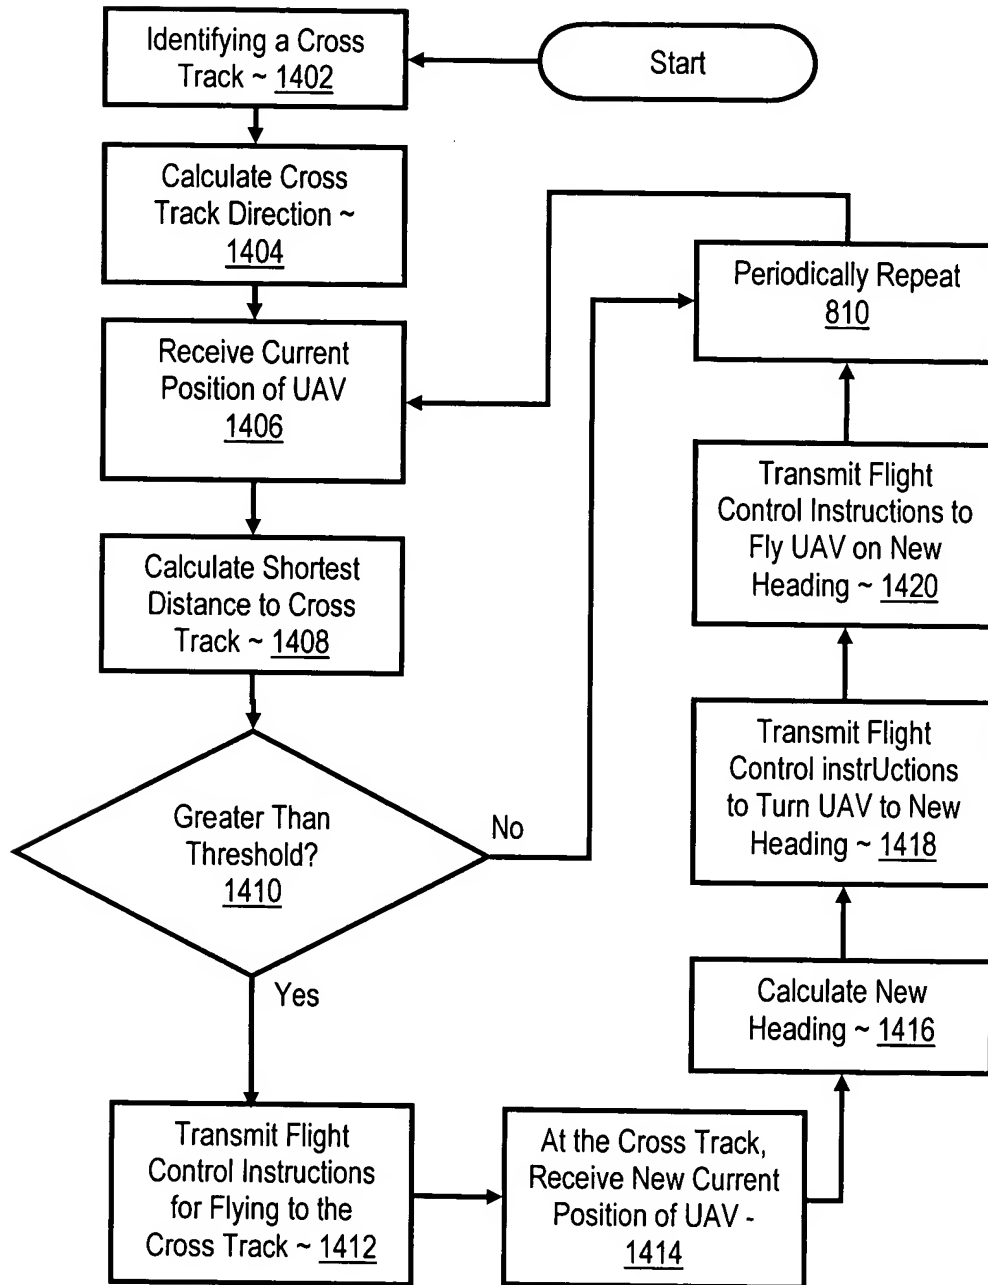 Start
Identifying a Cross
Track ~ 1402
Calculate Cross
Track Direction ~
1404
Receive Current
Position of UAV
1406
Calculate Shortest
Distance to Cross
Track ~ 1408
Greater Than
Threshold?
1410
No
Yes
Transmit Flight
Control Instructions
for Flying to the
Cross Track ~ 1412
At the Cross Track,
Receive New Current
Position of UAV -
1414
Calculate New
Heading ~ 1416
Transmit Flight
Control instrUctions
to Turn UAV to New
Heading ~ 1418
Transmit Flight
Control Instructions to
Fly UAV on New
Heading ~ 1420
Periodically Repeat
810